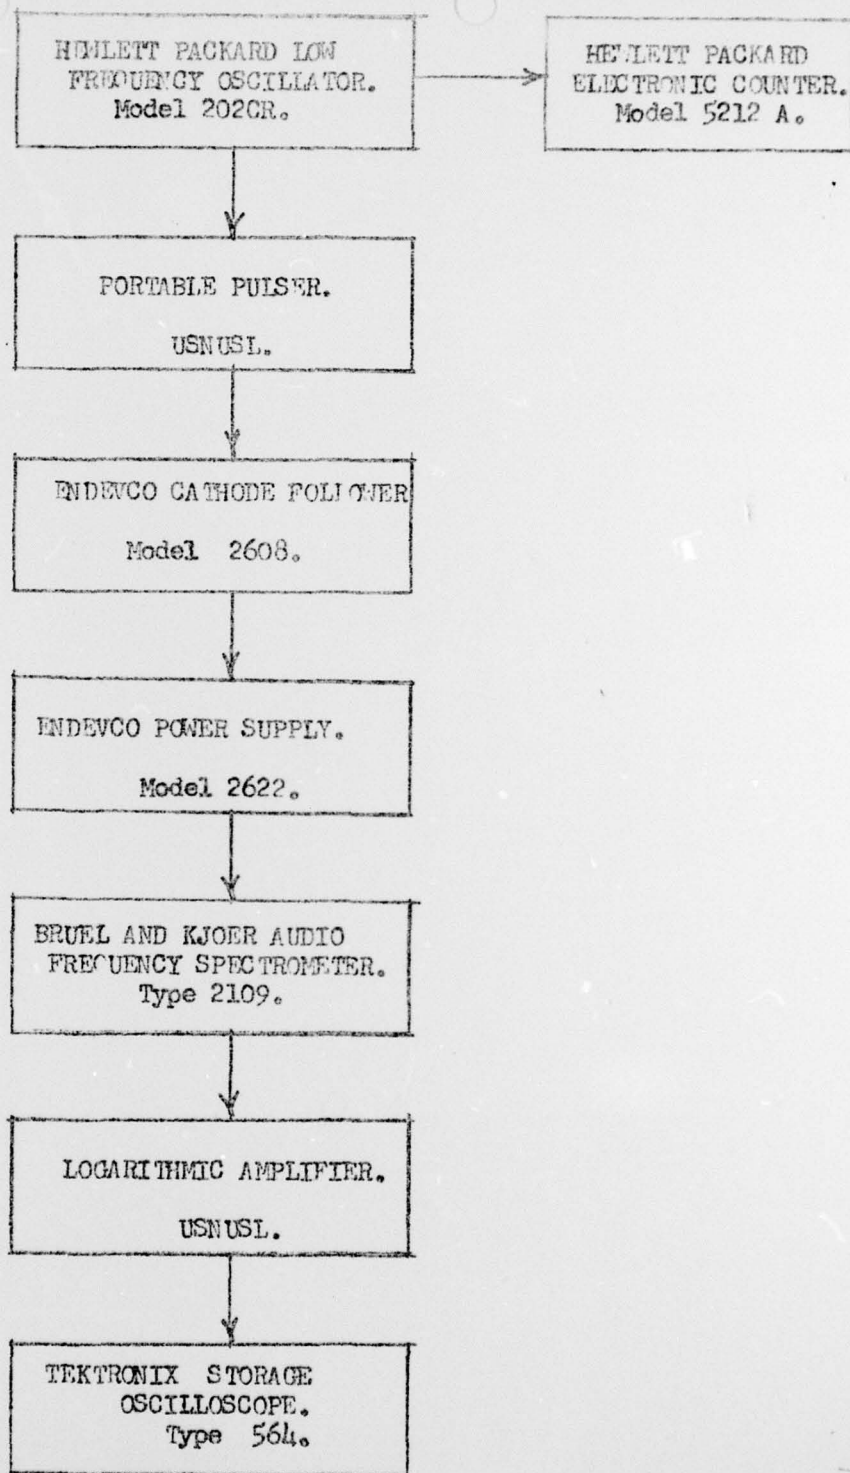 HEWLETT PACKARD LOW
FREQUENCY OSCILLATOR.
Model 202CR.
HEWLETT PACKARD
ELECTRONIC COUNTER.
Model 5212 A.
PORTABLE PULSER.
USNUSL.
ENDEVCO CATHODE FOLLOWER
Model 2608.
ENDEVCO POWER SUPPLY.
Model 2622.
BRUEL AND KJOER AUDIO
FREQUENCY SPECTROMETER.
Type 2109.
LOGARITHMIC AMPLIFIER.
USNUSL.
TEKTRONIX STORAGE
OSCILLOSCOPE.
Type 564.